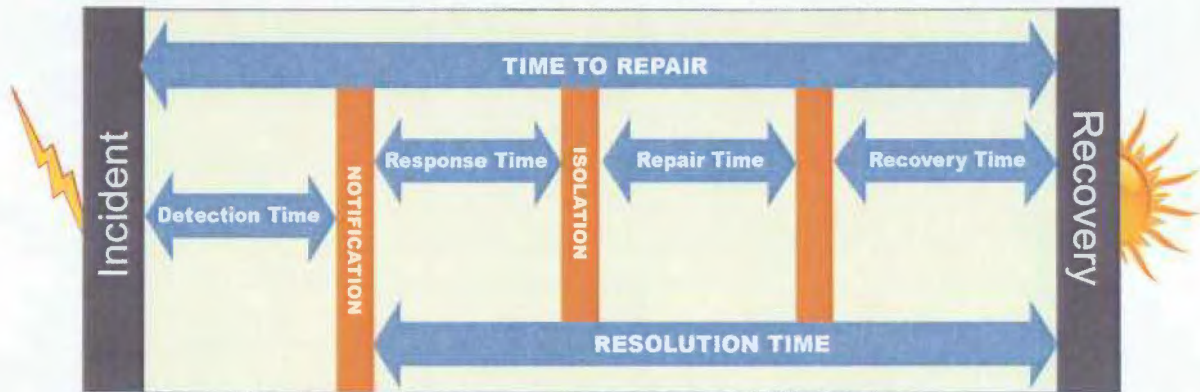 TIME TO REPAIR
Incident
Detection Time
NOTIFICATION
Response Time
ISOLATION
Repair Time
Recovery Time
Recovery
RESOLUTION TIME